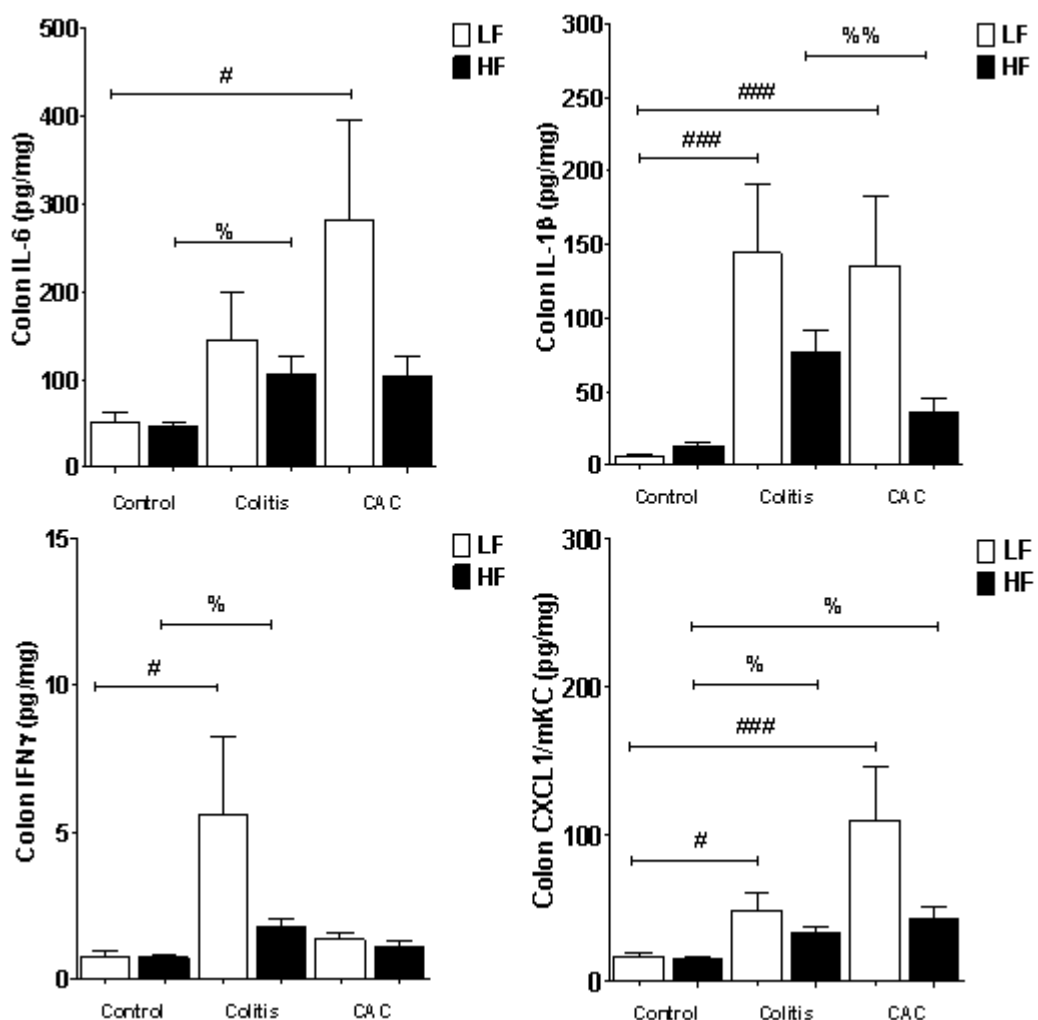 Colon IL-6 (pg/mg)
500
400
300
200
100
0
#
%
LF
HF
Control Colitis CAC
Colon IL-1β (pg/mg)
300
250
200
150
100
50
0
%%
###
###
LF
HF
Control Colitis CAC
Colon IFNγ (pg/mg)
15
10
5
0
%
#
LF
HF
Control Colitis CAC
Colon CXCL1/mKC (pg/mg)
300
200
100
0
%
%
###
#
LF
HF
Control Colitis CAC